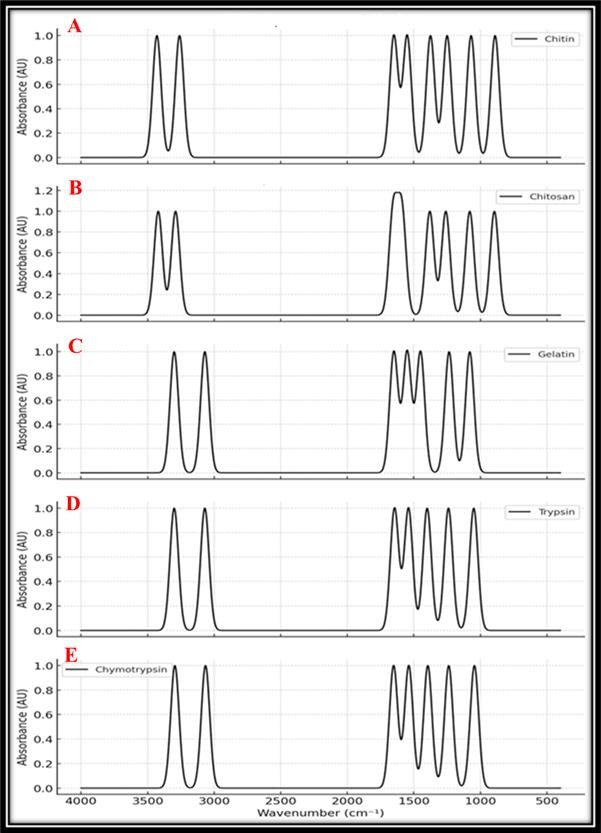 A
Absorbance (AU)
1.0
0.8
0.6
0.4
0.2
0.0
Chitin
B
Absorbance (AU)
1.2
1.0
0.8
0.6
0.4
0.2
0.0
Chitosan
C
Absorbance (AU)
1.0
0.8
0.6
0.4
0.2
0.0
Gelatin
D
Absorbance (AU)
1.0
0.8
0.6
0.4
0.2
0.0
Trypsin
E
Absorbance (AU)
1.0
0.8
0.6
0.4
0.2
0.0
Chymotrypsin
4000 3500 3000 2500 2000 1500 1000 500
Wavenumber (cm⁻¹)